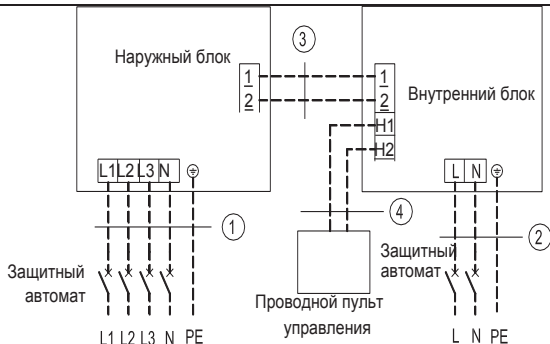 Наружный блок
3
1
2
1
2
H1
H2
Внутренний блок
L1 L2 L3 N
L N
1
4
2
Защитный
автомат
Защитный
автомат
Проводной пульт
управления
L1 L2 L3 N PE
L N PE